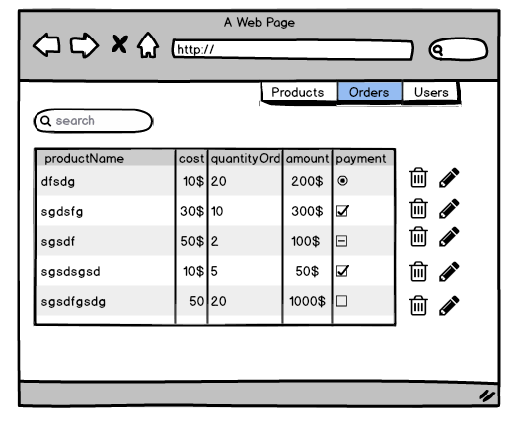 A Web Page
http://
Products Orders Users
search
productName cost quantityOrd amount payment
dfsdg 10$ 20 200$
sgdsfg 30$ 10 300$
sgsdf 50$ 2 100$
sgsdsgsd 10$ 5 50$
sgsdfgsdg 50 20 1000$